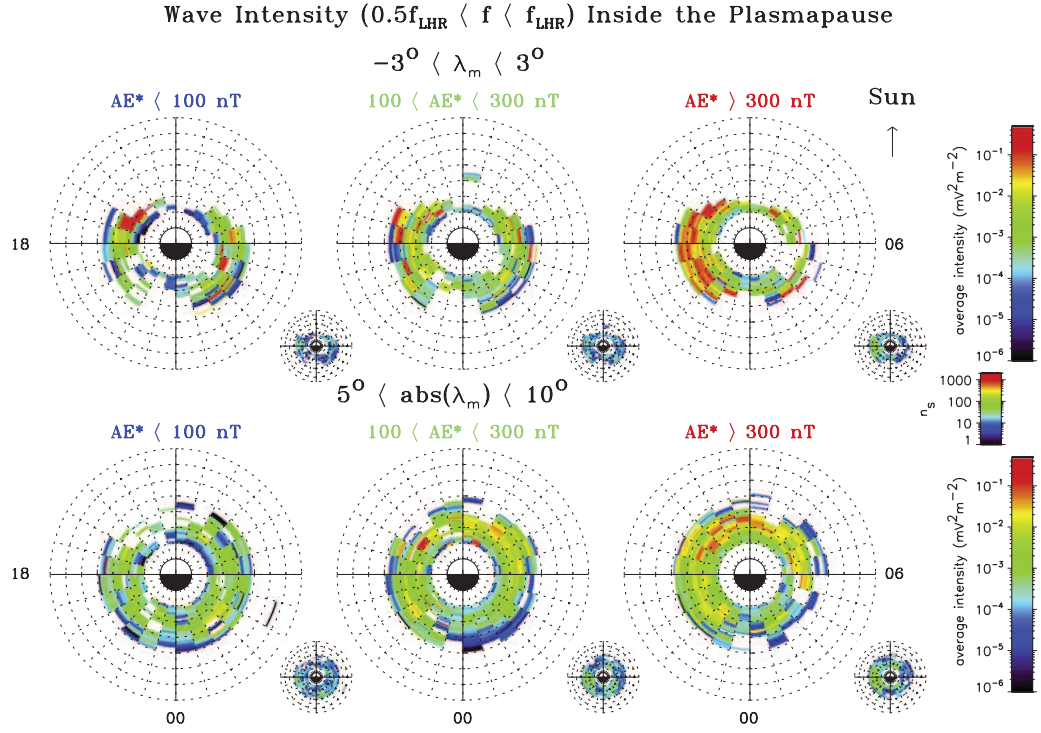 Wave Intensity (0.5f_LHR < f < f_LHR) Inside the Plasmapause
−3° < λ_m < 3°
AE* < 100 nT
100 < AE* < 300 nT
AE* > 300 nT
Sun
18
06
5° < abs(λ_m) < 10°
AE* < 100 nT
100 < AE* < 300 nT
AE* > 300 nT
18
06
00
00
00
average intensity (mV²m⁻²)
10⁻¹
10⁻²
10⁻³
10⁻⁴
10⁻⁵
10⁻⁶
n_s
1000
100
10
1
average intensity (mV²m⁻²)
10⁻¹
10⁻²
10⁻³
10⁻⁴
10⁻⁵
10⁻⁶